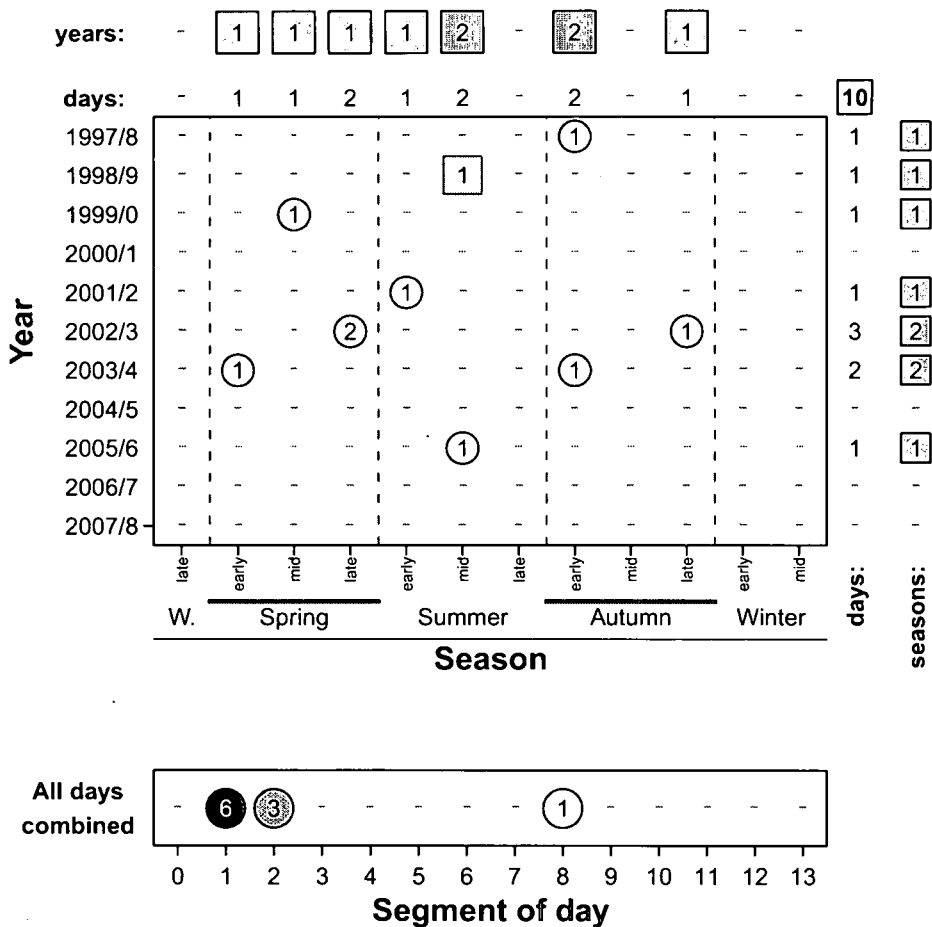 years: - 1 1 1 1 2 - 2 - 1 - -
days: - 1 1 2 1 2 - 2 - 1 - - 10
1997/8 - - - - - - - 1 - - - - 1 1
1998/9 - - - - - 1 - - - - - - 1 1
1999/0 - - 1 - - - - - - - - - 1 1
2000/1 - - - - - - - - - - - - - -
2001/2 - - - - 1 - - - - - - - 1 1
2002/3 - - - 2 - - - - - 1 - - 3 2
2003/4 - 1 - - - - - 1 - - - - 2 2
2004/5 - - - - - - - - - - - - - -
2005/6 - - - - - 1 - - - - - - 1 1
2006/7 - - - - - - - - - - - - - -
2007/8 - - - - - - - - - - - - - -
Year
late early mid late early mid late early mid late early mid
days:
seasons:
W. Spring Summer Autumn Winter
Season
All days
combined
- 6 3 - - - - - 1 - - - - -
0 1 2 3 4 5 6 7 8 9 10 11 12 13
Segment of day